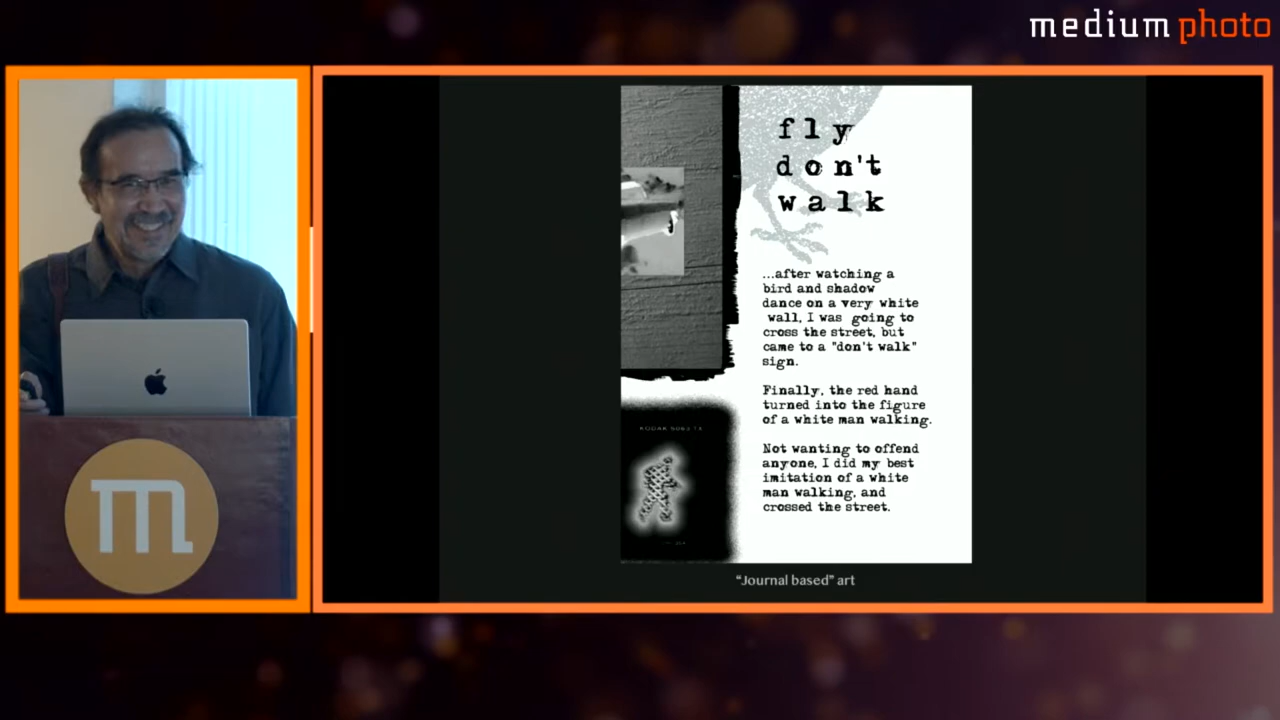 medium photo
fly
don't
walk
...after watching a
bird and shadow
dance on a very white
wall, I was going to
cross the street, but
came to a "don't walk"
sign.
Finally, the red hand
turned into the figure
of a white man walking.
Not wanting to offend
anyone, I did my best
imitation of a white
man walking, and
crossed the street.
KODAK 5063 TX
m
“Journal based” art